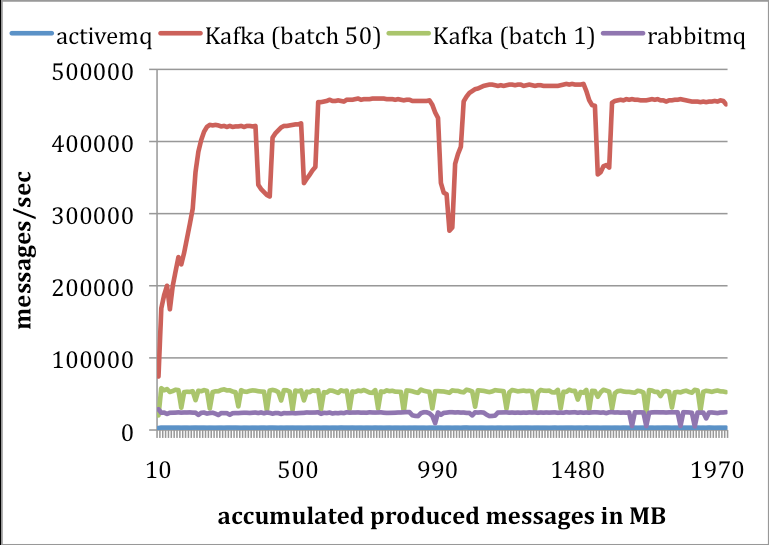 activemq Kafka (batch 50) Kafka (batch 1) rabbitmq
500000
400000
300000
200000
100000
0
messages/sec
10 500 990 1480 1970
accumulated produced messages in MB